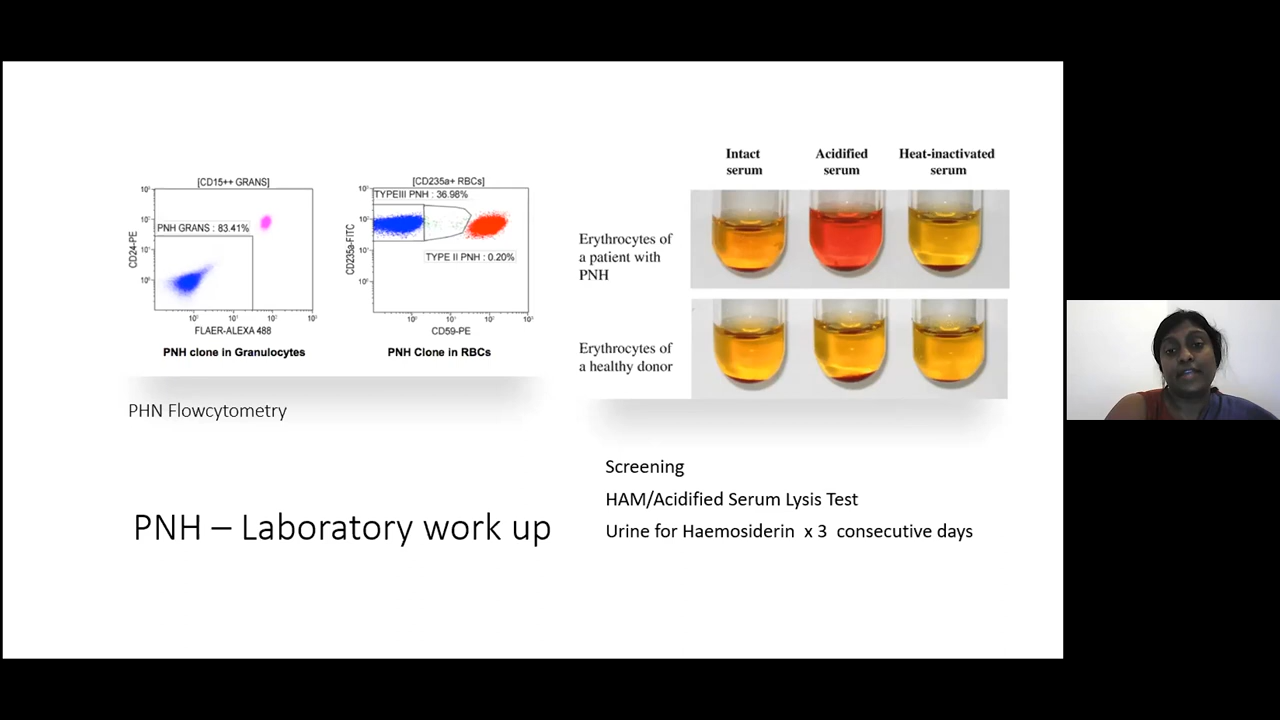 [CD15++ GRANS]
PNH GRANS : 83.41%
CD24-PE
FLAER-ALEXA 488
PNH clone in Granulocytes
[CD235a+ RBCs]
TYPEIII PNH : 36.98%
TYPE II PNH : 0.20%
CD235a-FITC
CD59-PE
PNH Clone in RBCs
PHN Flowcytometry
Intact
serum
Acidified
serum
Heat-inactivated
serum
Erythrocytes of
a patient with
PNH
Erythrocytes of
a healthy donor
PNH – Laboratory work up
Screening
HAM/Acidified Serum Lysis Test
Urine for Haemosiderin x 3 consecutive days